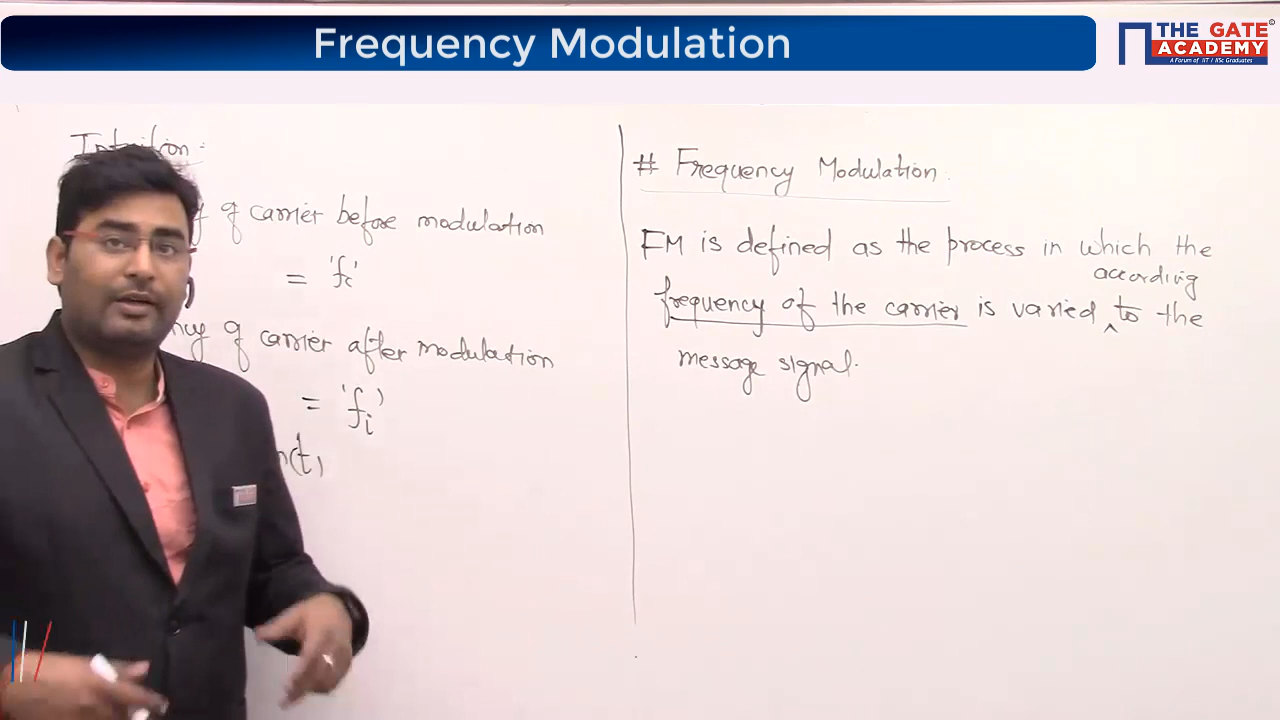 Frequency Modulation
THE GATE
ACADEMY
A Forum of IIT / IISc Graduates
Intuition:
of carrier before modulation
= 'fc'
of carrier after modulation
= 'fi'
(t)
# Frequency Modulation:
FM is defined as the process in which the
according
frequency of the carrier is varied ^ to the
message signal.